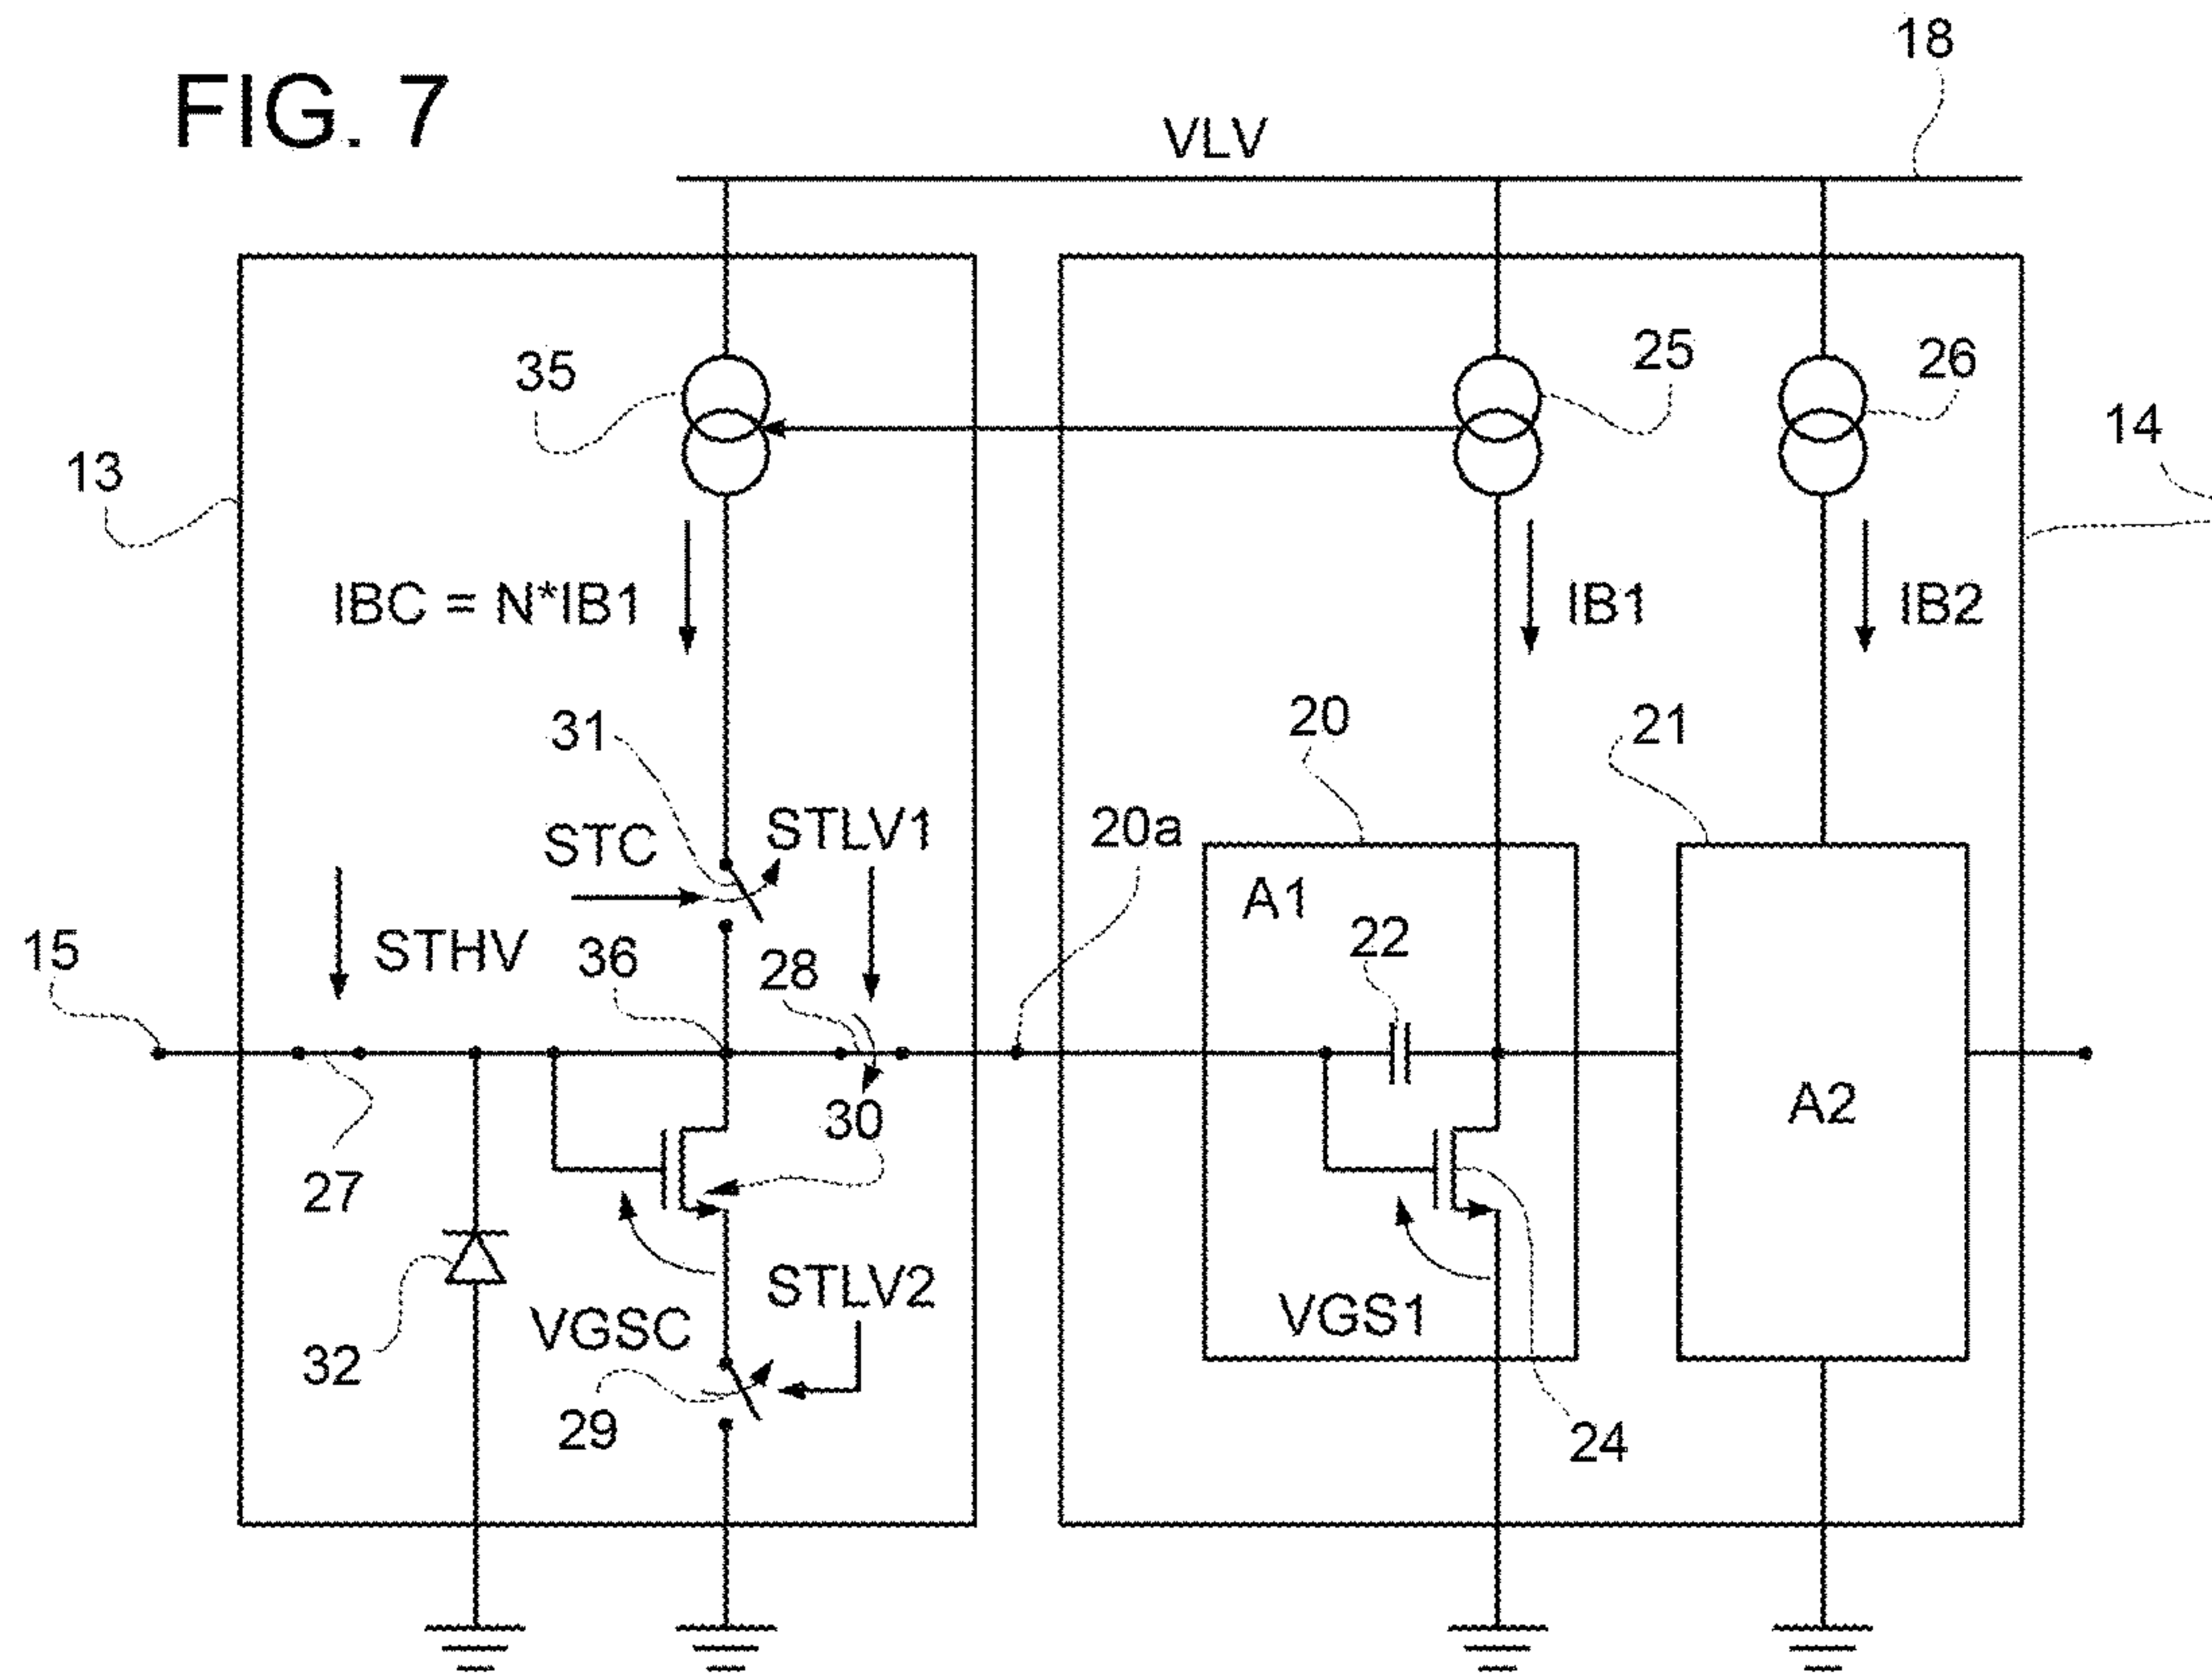 FIG. 7
18
VLV
35
25
26
13
14
IBC = N*IB1
IB1
IB2
31
20
21
STC
STLV1
20a
A1
15
STHV
36
28
22
30
A2
27
STLV2
VGSC
VGS1
32
29
24